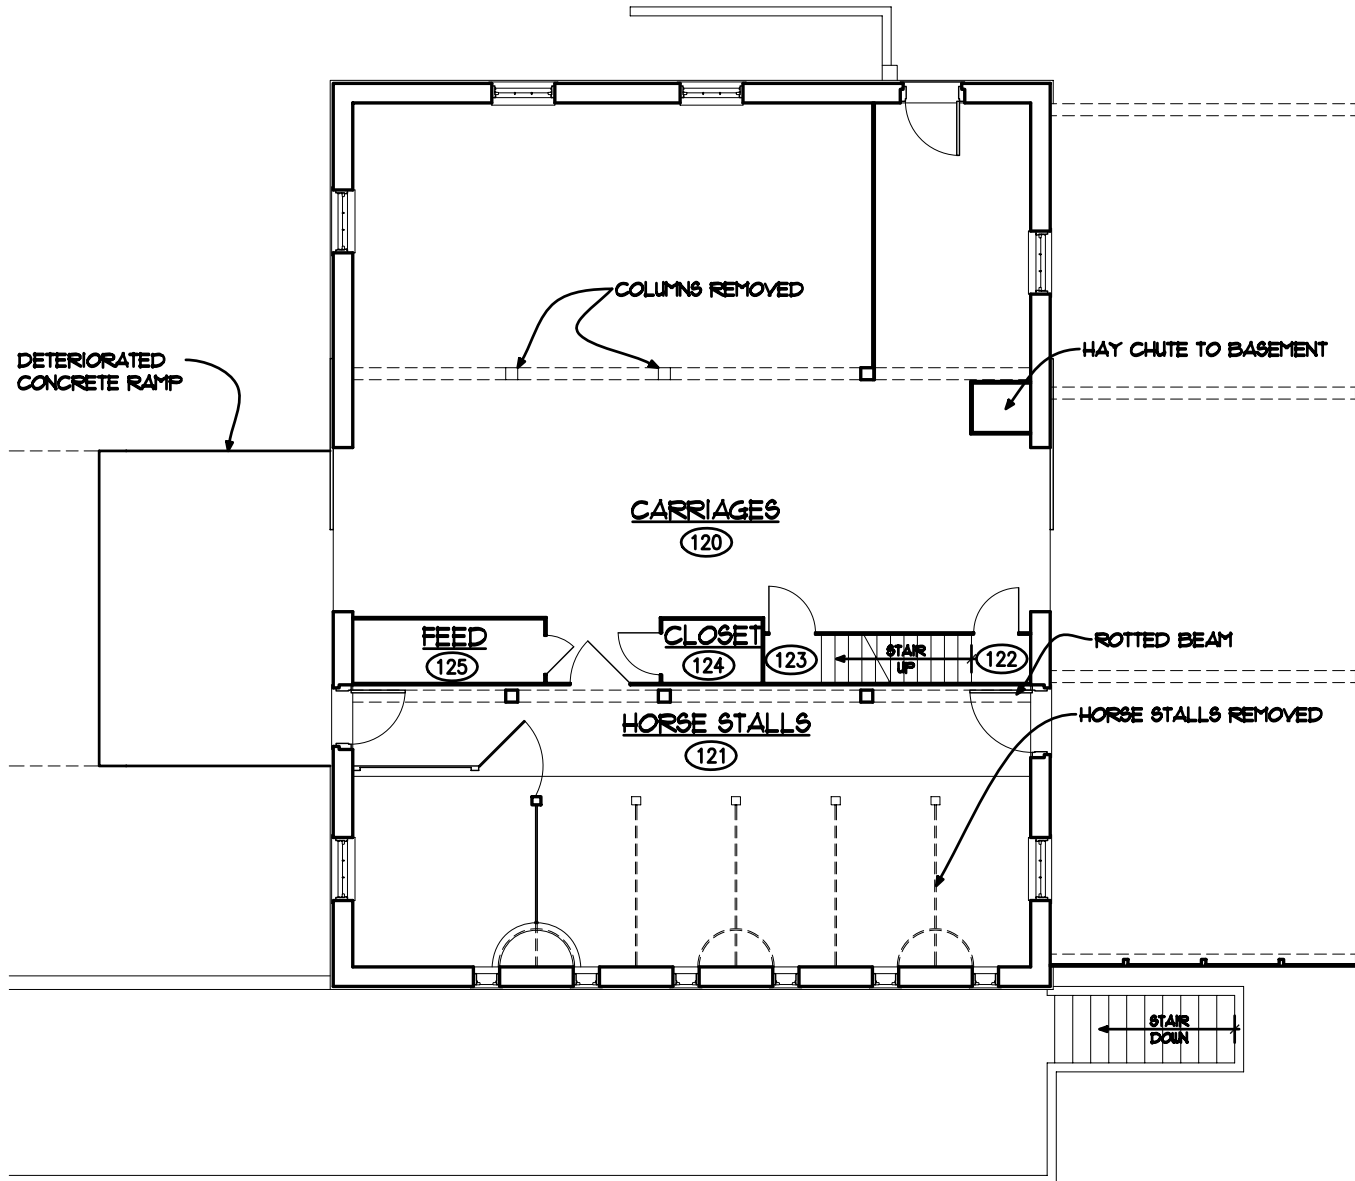 COLUMNS REMOVED
HAY CHUTE TO BASEMENT
DETERIORATED
CONCRETE RAMP
CARRIAGES
120
FEED
125
CLOSET
124
123
STAIR
UP
122
ROTTED BEAM
HORSE STALLS
121
HORSE STALLS REMOVED
STAIR
DOWN